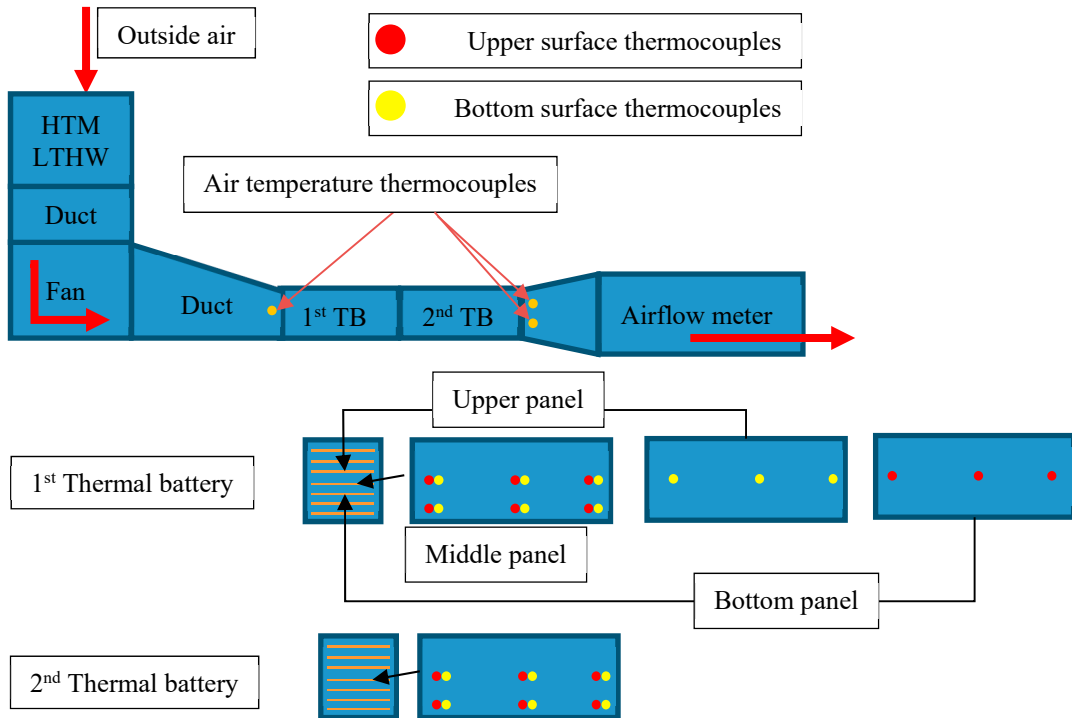 Outside air
Upper surface thermocouples
Bottom surface thermocouples
HTM
LTHW
Air temperature thermocouples
Duct
Fan
Duct
1st TB
2nd TB
Airflow meter
Upper panel
1st Thermal battery
Middle panel
Bottom panel
2nd Thermal battery